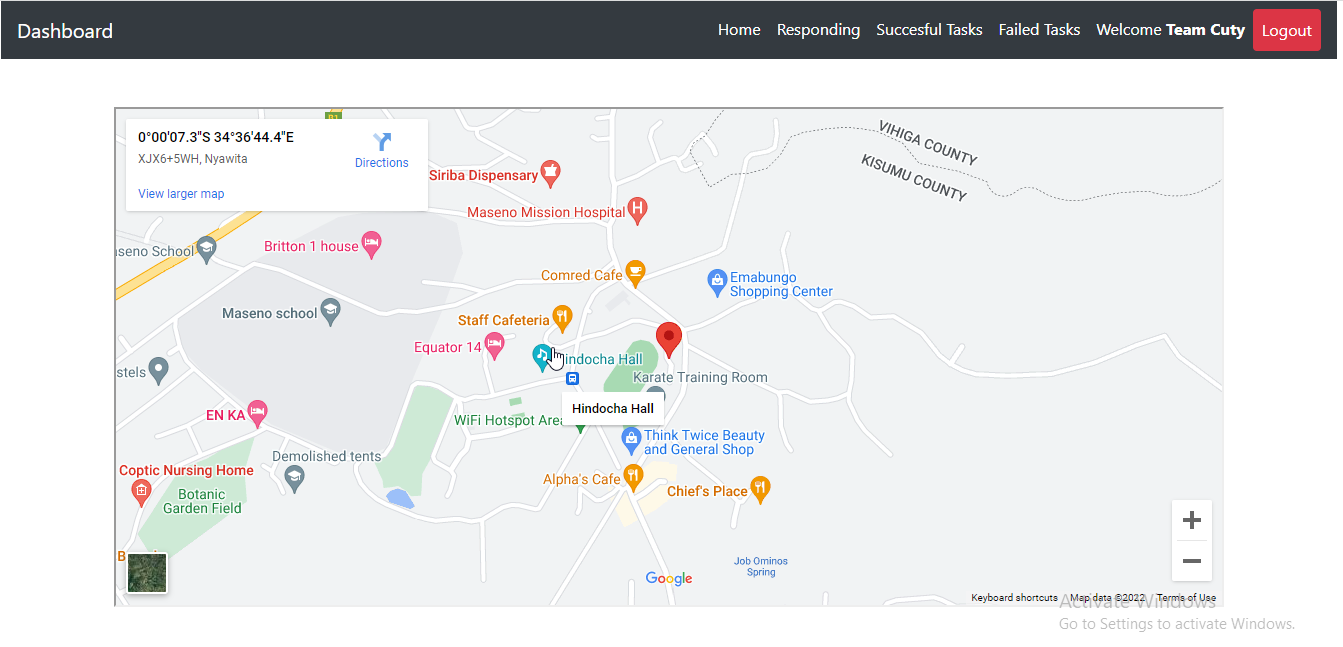 Dashboard
Home
Responding
Succesful Tasks
Failed Tasks
Welcome Team Cuty
Logout
0°00'07.3"S 34°36'44.4"E
XJX6+5WH, Nyawita
Directions
View larger map
VIHIGA COUNTY
KISUMU COUNTY
Siriba Dispensary
Maseno Mission Hospital
Britton 1 house
Comred Cafe
Emabungo
Shopping Center
Maseno school
Staff Cafeteria
Equator 14
Hindocha Hall
Karate Training Room
Hindocha Hall
EN KA
WiFi Hotspot Area
Think Twice Beauty
and General Shop
Demolished tents
Coptic Nursing Home
Botanic
Garden Field
Alpha's Cafe
Chief's Place
Job Ominos
Spring
Google
Keyboard shortcuts
Map data ©2022
Terms of Use
Activate Windows
Go to Settings to activate Windows.